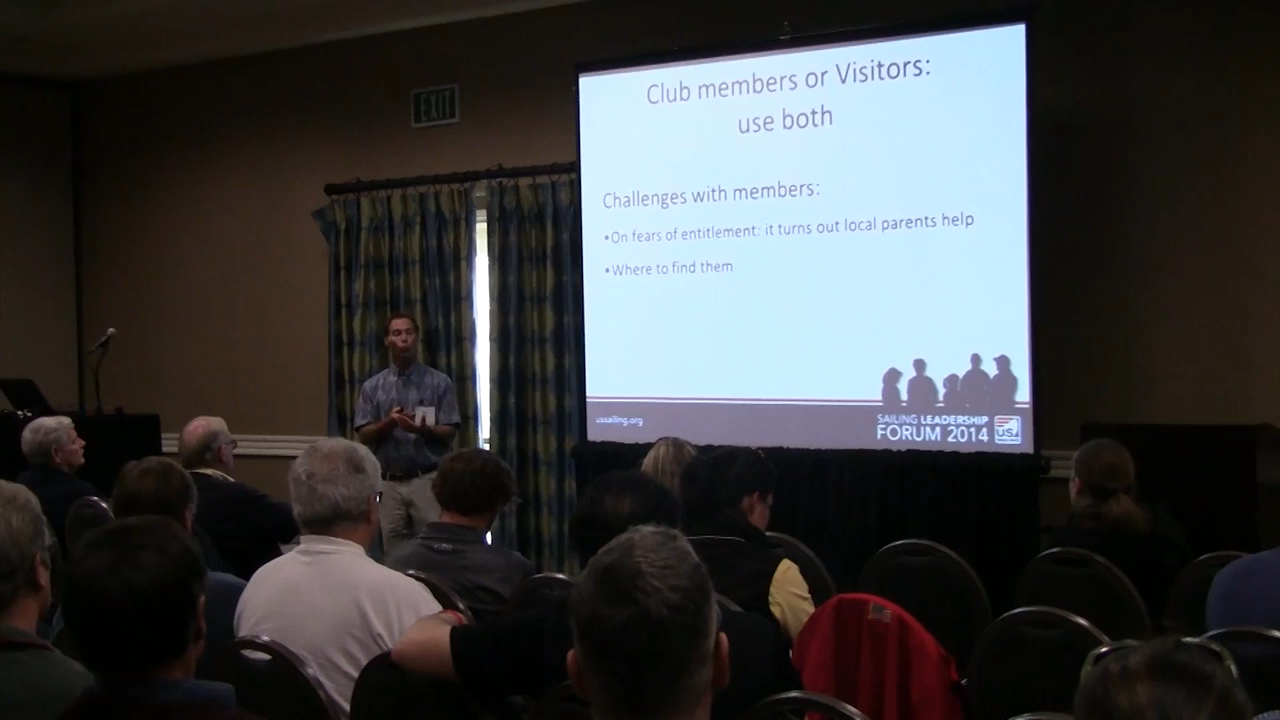 EXIT
Club members or Visitors:
use both
Challenges with members:
•On fears of entitlement: it turns out local parents help
•Where to find them
ussailing.org
SAILING LEADERSHIP
FORUM 2014
US